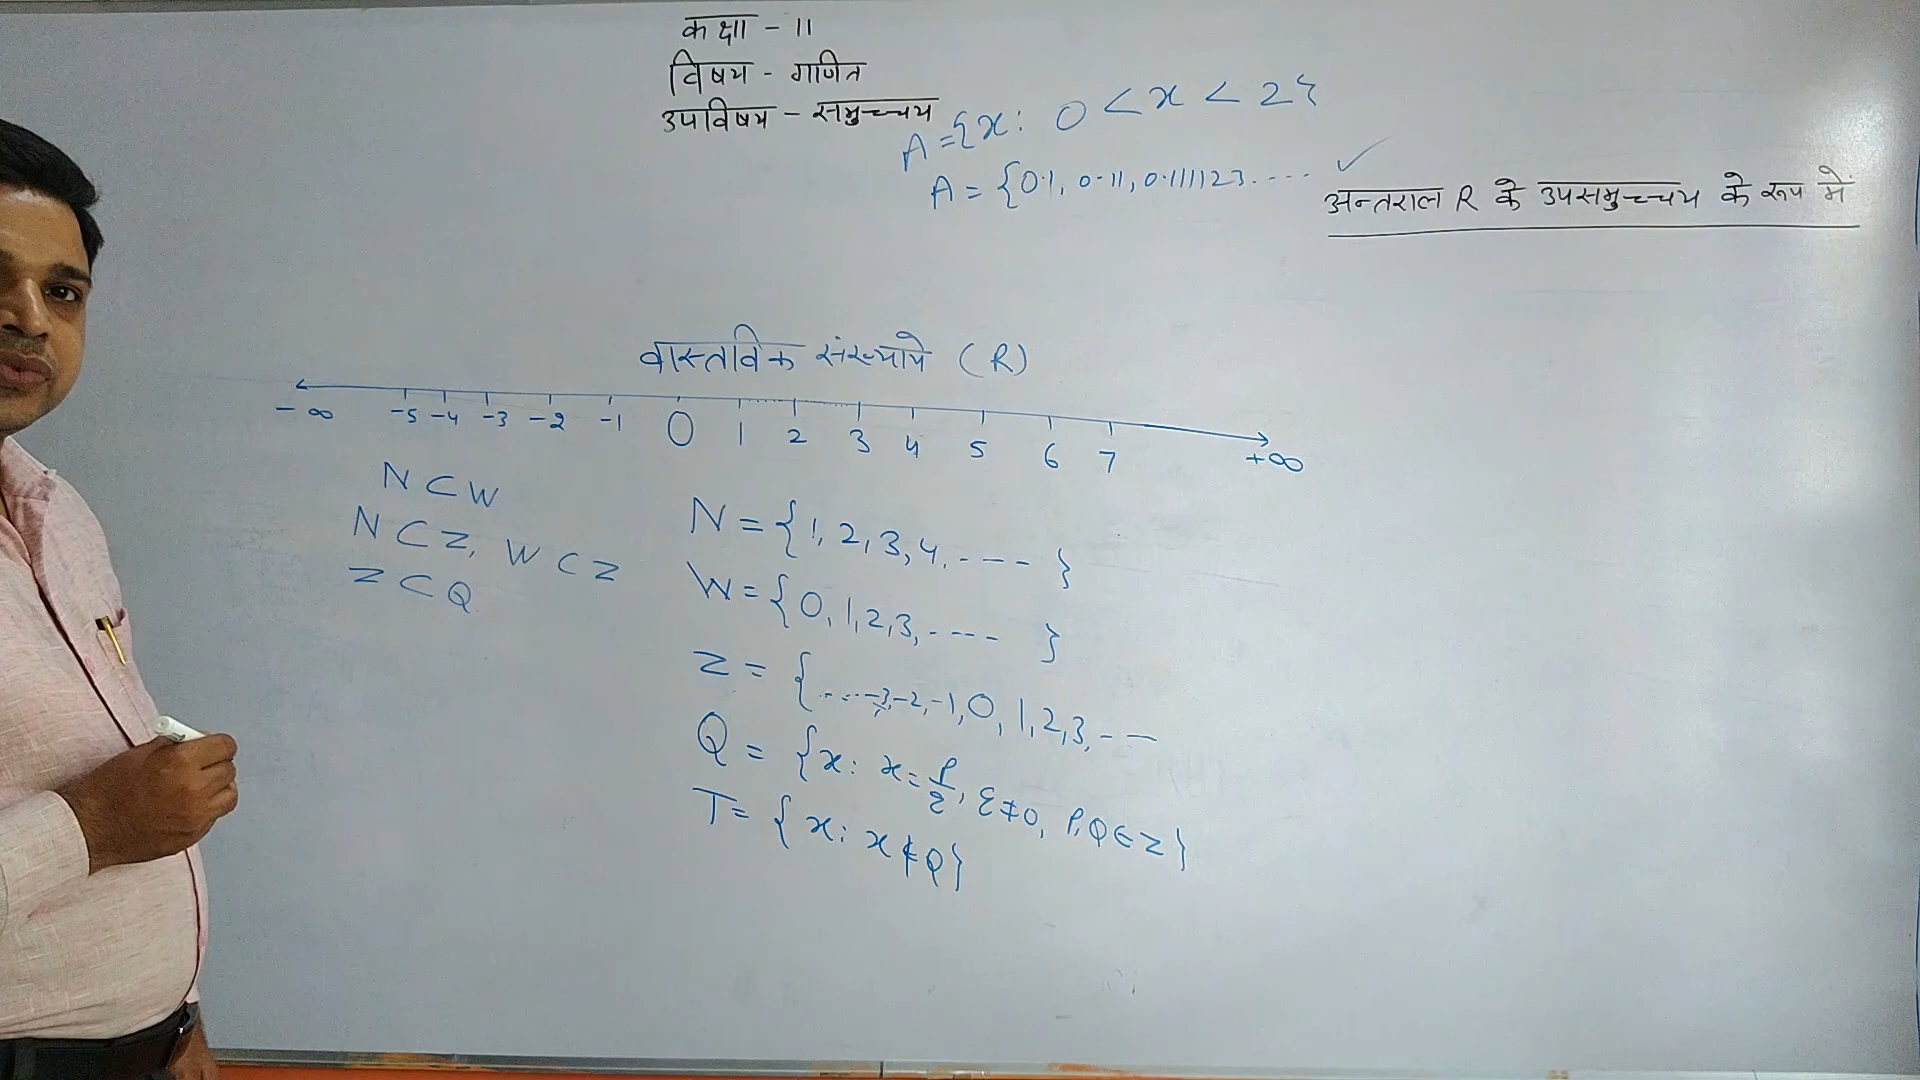 कक्षा - 11
विषय - गणित
उपविषय - समुच्चय
A={x: 0 < x < 2}
A = {0.1, 0.11, 0.111123.... ✓
अन्तराल R के उपसमुच्चय के रूप में
वास्तविक संख्याये (R)
-∞ -5 -4 -3 -2 -1 0 1 2 3 4 5 6 7 +∞
N ⊂ W
N ⊂ Z, W ⊂ Z
Z ⊂ Q
N = {1, 2, 3, 4, ---- }
W = {0, 1, 2, 3, ---- }
Z = {.....-3,-2,-1, 0, 1, 2, 3, --
Q = {x: x = p/q, q≠0, P,Q ∈ Z}
T = {x: x ∉ Q}